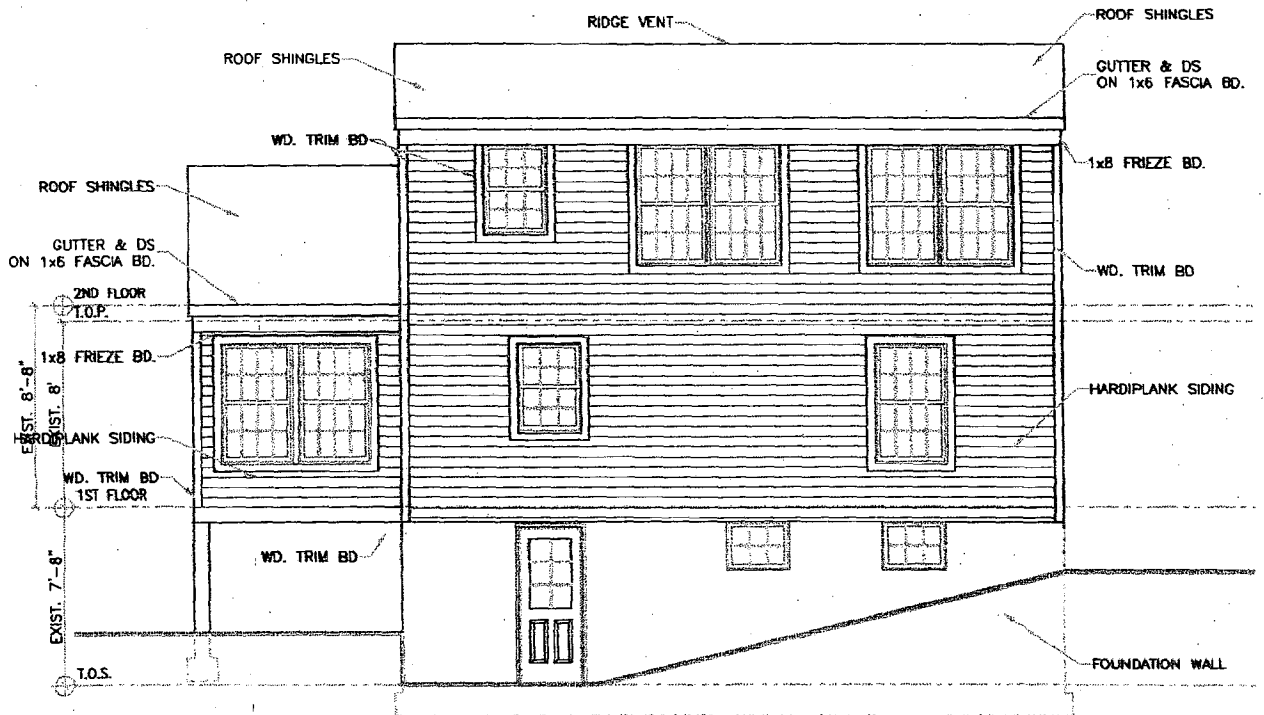 RIDGE VENT
ROOF SHINGLES
ROOF SHINGLES
GUTTER & DS
ON 1x6 FASCIA BD.
WD. TRIM BD
1x8 FRIEZE BD.
ROOF SHINGLES
GUTTER & DS
ON 1x6 FASCIA BD.
WD. TRIM BD
2ND FLOOR
T.O.P.
1x8 FRIEZE BD.
EXIST. 8'-8"
EXIST. 8'
HARDIPLANK SIDING
HARDIPLANK SIDING
WD. TRIM BD
1ST FLOOR
WD. TRIM BD
EXIST. 7'-8"
T.O.S.
FOUNDATION WALL